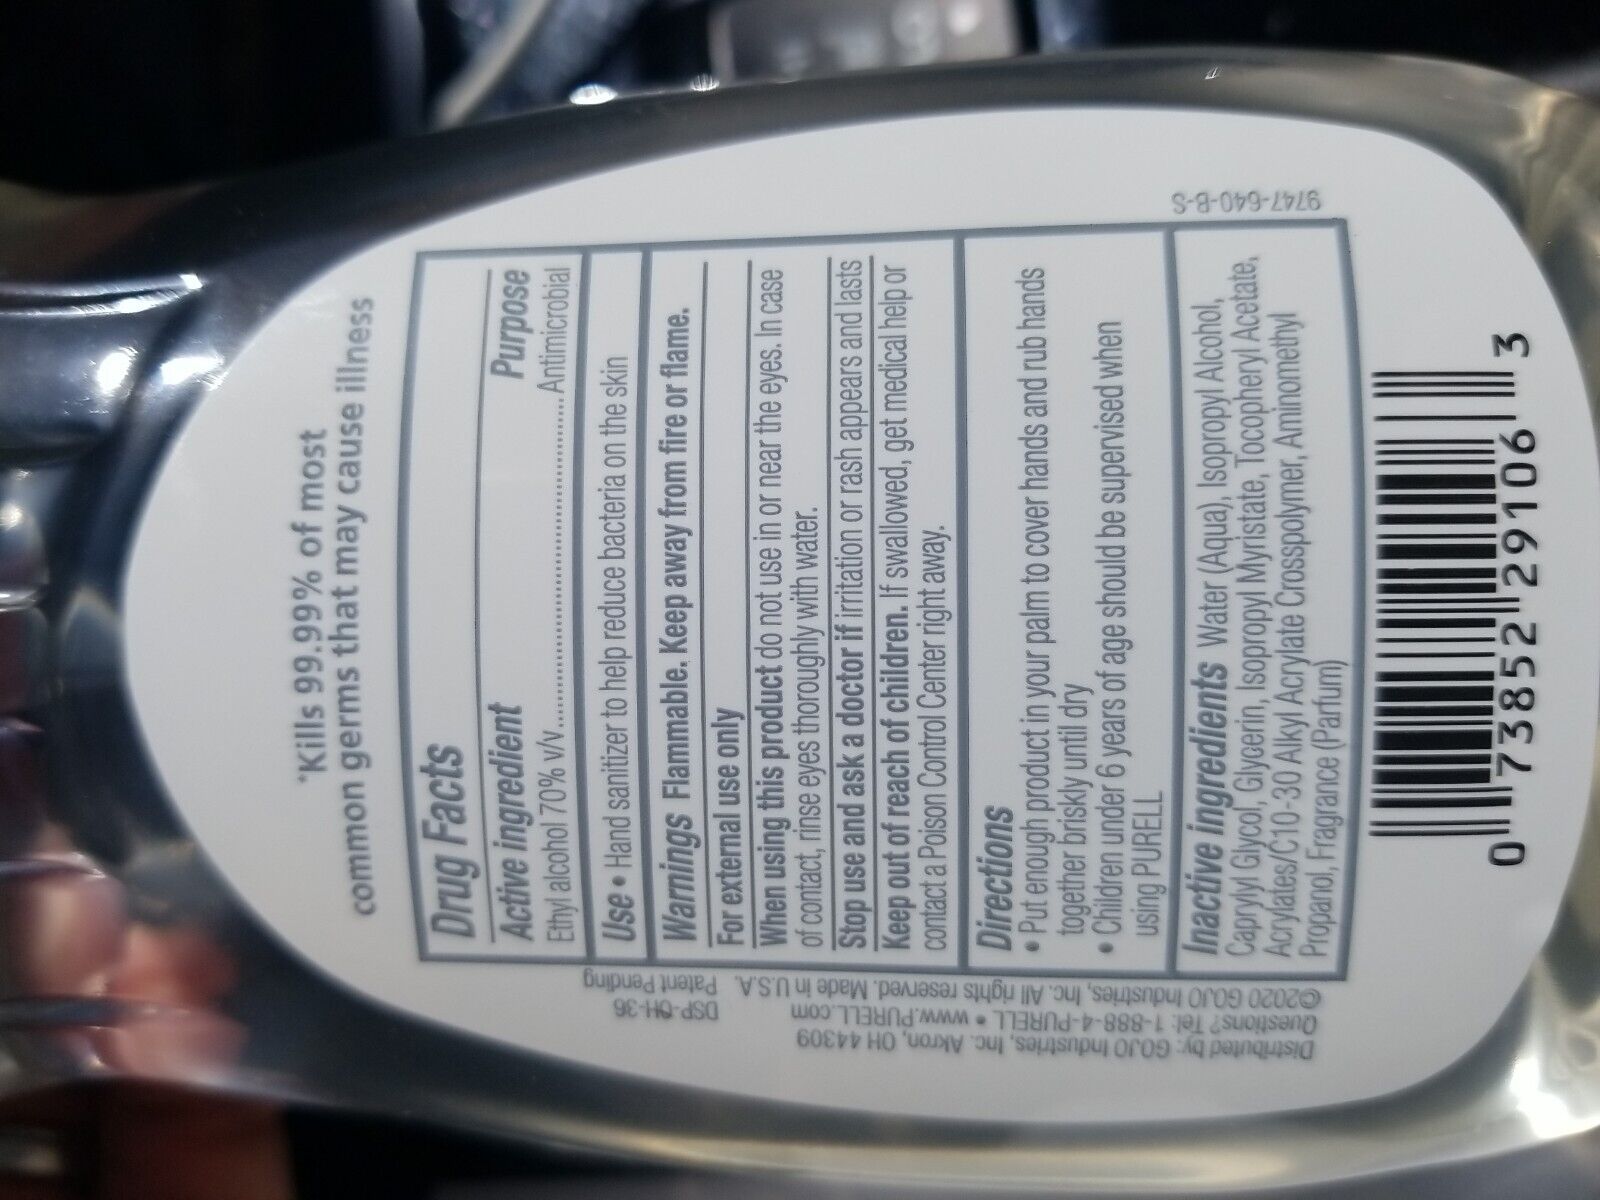 *Kills 99.99% of most
common germs that may cause illness
Drug Facts
Active ingredient Purpose
Ethyl alcohol 70% v/v.......................... Antimicrobial
Use • Hand sanitizer to help reduce bacteria on the skin
Warnings Flammable. Keep away from fire or flame.
For external use only
When using this product do not use in or near the eyes. In case
of contact, rinse eyes thoroughly with water.
Stop use and ask a doctor if irritation or rash appears and lasts
Keep out of reach of children. If swallowed, get medical help or
contact a Poison Control Center right away.
Directions
• Put enough product in your palm to cover hands and rub hands
together briskly until dry
• Children under 6 years of age should be supervised when
using PURELL
Inactive ingredients Water (Aqua), Isopropyl Alcohol,
Caprylyl Glycol, Glycerin, Isopropyl Myristate, Tocopheryl Acetate,
Acrylates/C10-30 Alkyl Acrylate Crosspolymer, Aminomethyl
Propanol, Fragrance (Parfum)
9747-640-B-S
Distributed by: GOJO Industries, Inc. Akron, OH 44309
Questions? Tel: 1-888-4-PURELL • www.PURELL.com
©2020 GOJO Industries, Inc. All rights reserved. Made in U.S.A.
DSP-OH-36
Patent Pending
0 73852 29106 3